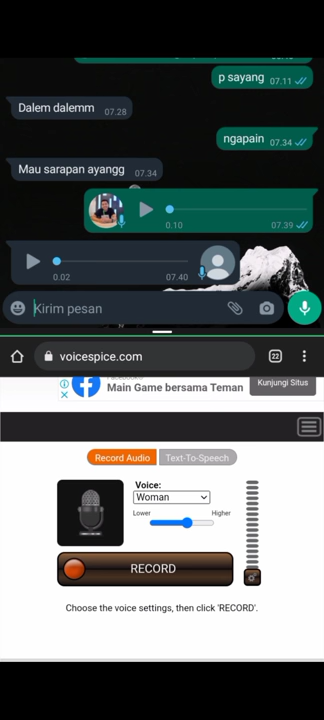 p sayang 07.11
Dalem dalemm 07.28
ngapain 07.34
Mau sarapan ayangg 07.34
0.10 07.39
0.02 07.40
Kirim pesan
voicespice.com 22
Main Game bersama Teman
Kunjungi Situs
Record Audio Text-To-Speech
Voice:
Woman
Lower Higher
RECORD
Choose the voice settings, then click 'RECORD'.